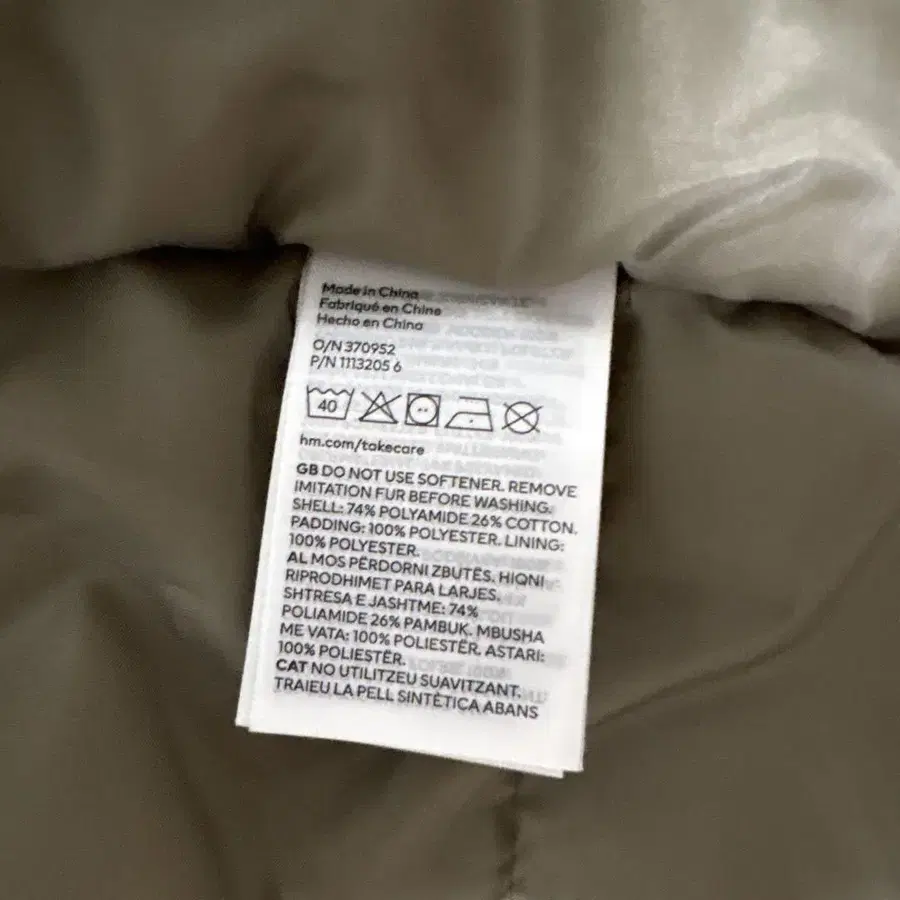 Made in China
Fabriqué en Chine
Hecho en China
O/N 370952
P/N 1113205 6
40
hm.com/takecare
GB DO NOT USE SOFTENER. REMOVE
IMITATION FUR BEFORE WASHING.
SHELL: 74% POLYAMIDE 26% COTTON.
PADDING: 100% POLYESTER. LINING:
100% POLYESTER.
AL MOS PËRDORNI ZBUTËS. HIQNI
RIPRODHIMET PARA LARJES.
SHTRESA E JASHTME: 74%
POLIAMIDE 26% PAMBUK. MBUSHA
ME VATA: 100% POLIESTËR. ASTARI:
100% POLIESTËR.
CAT NO UTILITZEU SUAVITZANT.
TRAIEU LA PELL SINTÈTICA ABANS